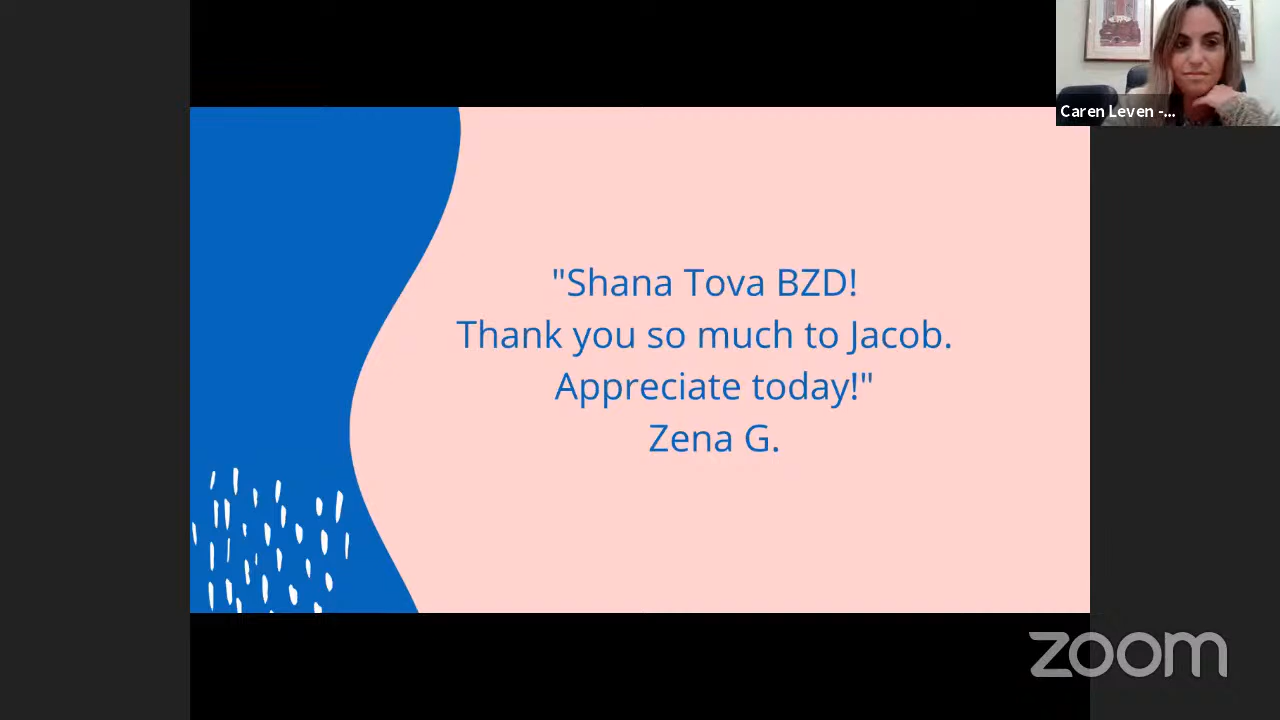 Caren Leven -...
"Shana Tova BZD!
Thank you so much to Jacob.
Appreciate today!"
Zena G.
zoom